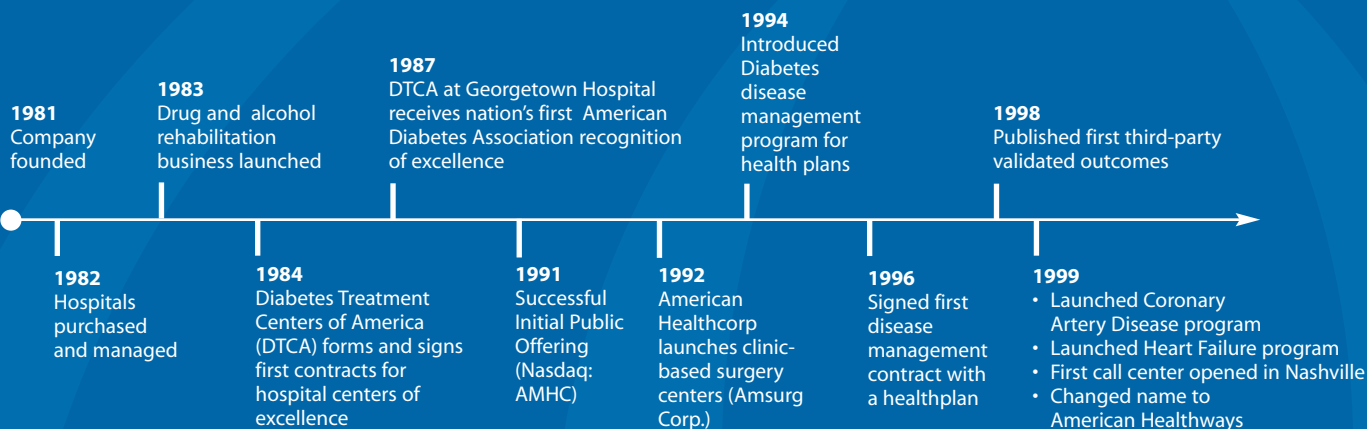 1981
Company
founded
1982
Hospitals
purchased
and managed
1983
Drug and alcohol
rehabilitation
business launched
1984
Diabetes Treatment
Centers of America
(DTCA) forms and signs
first contracts for
hospital centers of
excellence
1987
DTCA at Georgetown Hospital
receives nation's first American
Diabetes Association recognition
of excellence
1991
Successful
Initial Public
Offering
(Nasdaq:
AMHC)
1992
American
Healthcorp
launches clinic-
based surgery
centers (Amsurg
Corp.)
1994
Introduced
Diabetes
disease
management
program for
health plans
1996
Signed first
disease
management
contract with
a healthplan
1998
Published first third-party
validated outcomes
1999
• Launched Coronary
Artery Disease program
• Launched Heart Failure program
• First call center opened in Nashville
• Changed name to
American Healthways